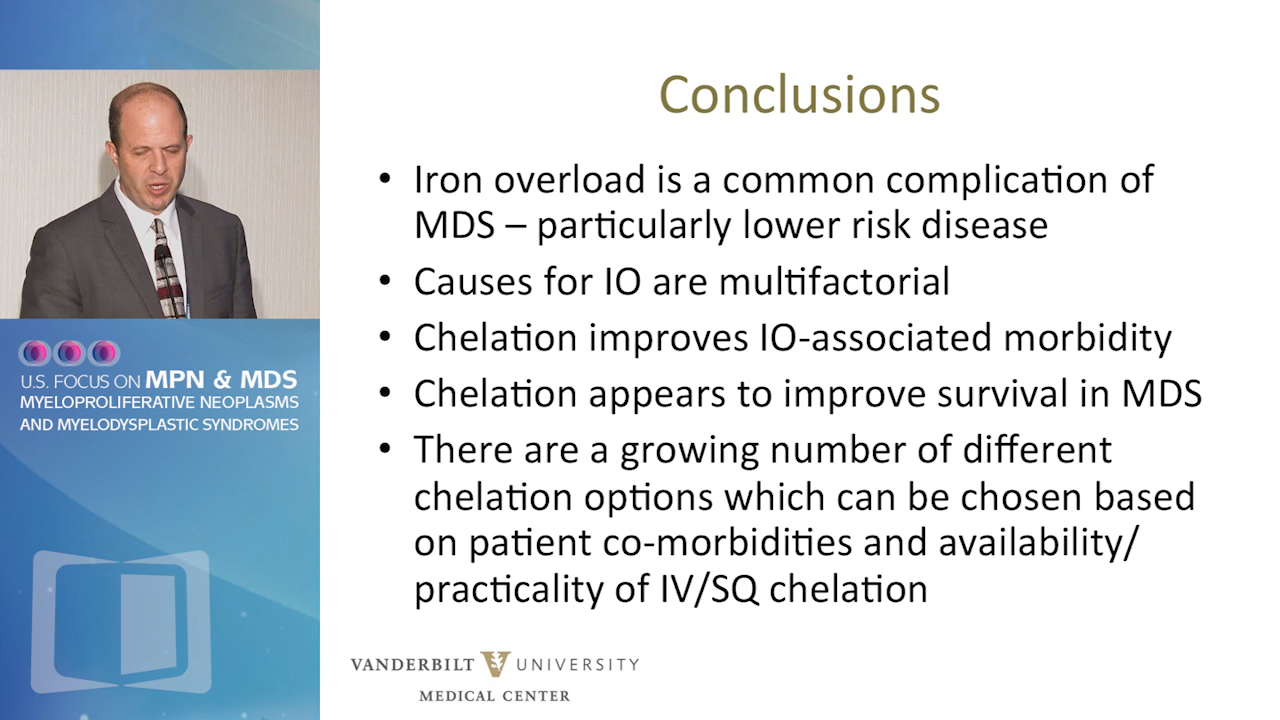 Conclusions
• Iron overload is a common complication of
MDS – particularly lower risk disease
• Causes for IO are multifactorial
• Chelation improves IO-associated morbidity
• Chelation appears to improve survival in MDS
• There are a growing number of different
chelation options which can be chosen based
on patient co-morbidities and availability/
practicality of IV/SQ chelation
U.S. FOCUS ON MPN & MDS
MYELOPROLIFERATIVE NEOPLASMS
AND MYELODYSPLASTIC SYNDROMES
VANDERBILT UNIVERSITY
MEDICAL CENTER